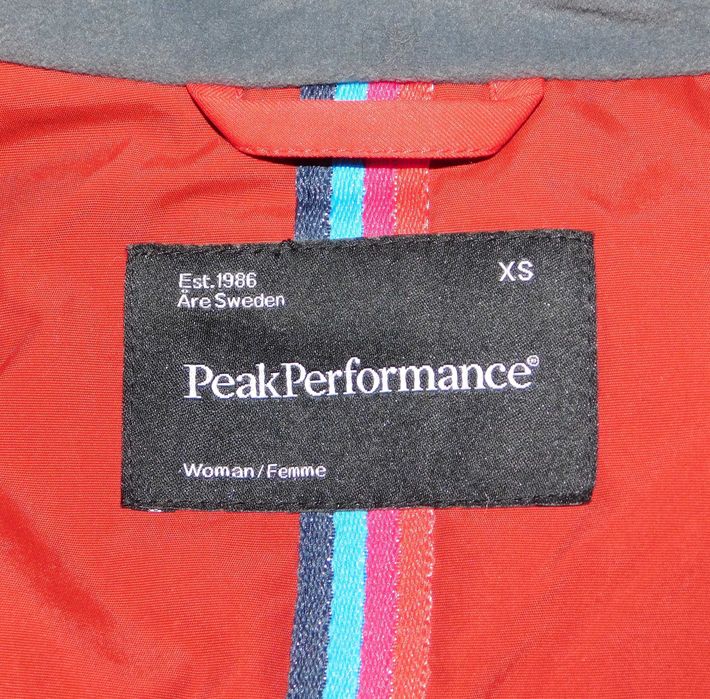 Est.1986
XS
Åre Sweden
PeakPerformance®
Woman/Femme